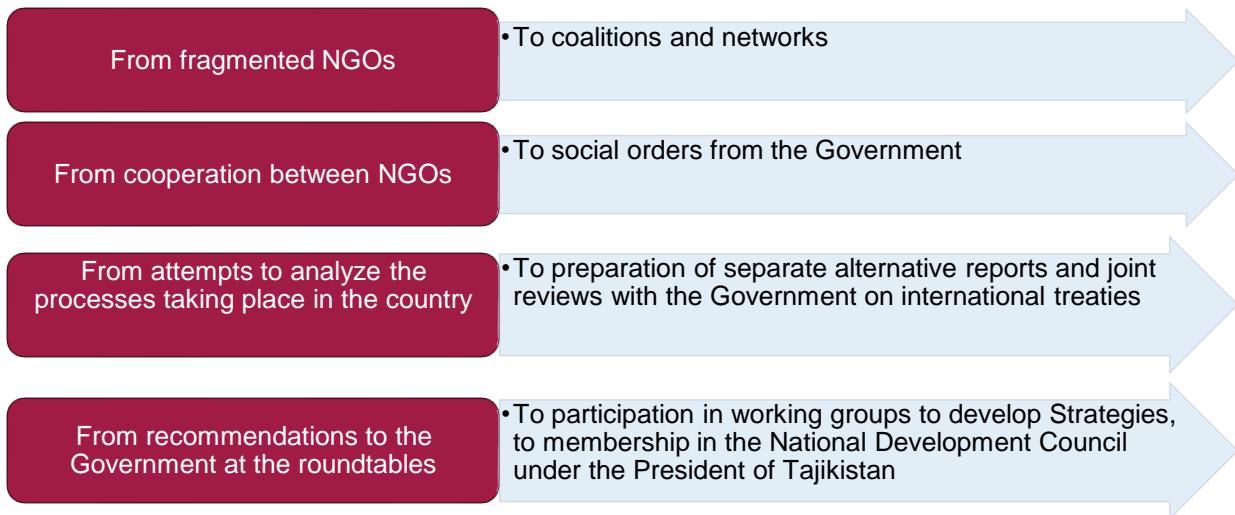 From fragmented NGOs
•To coalitions and networks
From cooperation between NGOs
•To social orders from the Government
From attempts to analyze the
processes taking place in the country
•To preparation of separate alternative reports and joint
reviews with the Government on international treaties
From recommendations to the
Government at the roundtables
•To participation in working groups to develop Strategies,
to membership in the National Development Council
under the President of Tajikistan